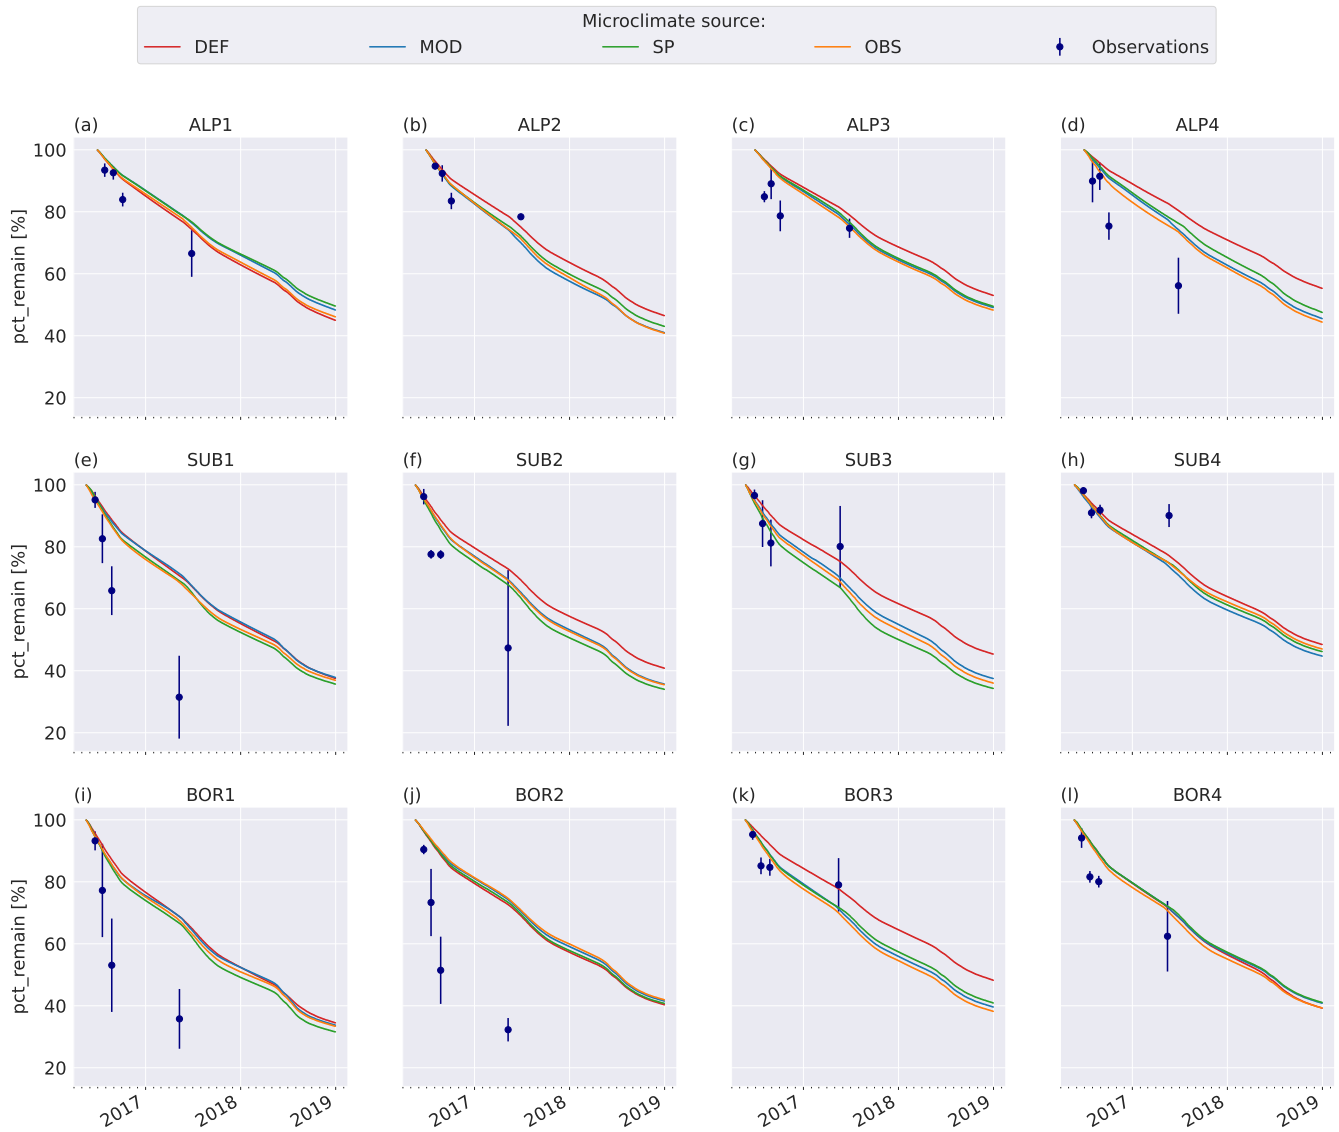 Microclimate source:
DEF MOD SP OBS Observations
(a) ALP1 (b) ALP2 (c) ALP3 (d) ALP4
pct_remain [%]
100
80
60
40
20
(e) SUB1 (f) SUB2 (g) SUB3 (h) SUB4
pct_remain [%]
100
80
60
40
20
(i) BOR1 (j) BOR2 (k) BOR3 (l) BOR4
pct_remain [%]
100
80
60
40
20
2017 2018 2019 2017 2018 2019 2017 2018 2019 2017 2018 2019